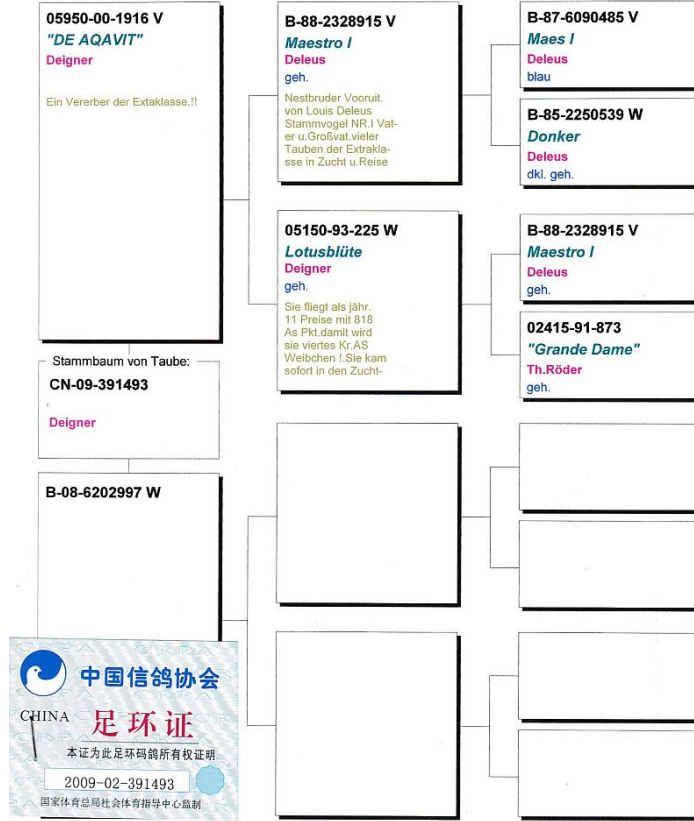 05950-00-1916 V
"DE AQAVIT"
Deigner
Ein Vererber der Extaklasse.!!
B-88-2328915 V
Maestro I
Deleus
geh.
Nestbruder Vooruit.
von Louis Deleus
Stammvogel NR.I Vat-
er u.Großvat.vieler
Tauben der Extrakla-
sse in Zucht u.Reise
B-87-6090485 V
Maes I
Deleus
blau
B-85-2250539 W
Donker
Deleus
dkl. geh.
05150-93-225 W
Lotusblüte
Deigner
geh.
Sie fliegt als jähr.
11 Preise mit 818
As Pkt.damit wird
sie viertes Kr.AS
Weibchen !.Sie kam
sofort in den Zucht-
B-88-2328915 V
Maestro I
Deleus
geh.
02415-91-873
"Grande Dame"
Th.Röder
geh.
Stammbaum von Taube:
CN-09-391493
Deigner
B-08-6202997 W
中国信鸽协会
CHINA
足环证
本证为此足环码鸽所有权证明
2009-02-391493
国家体育总局社会体育指导中心监制